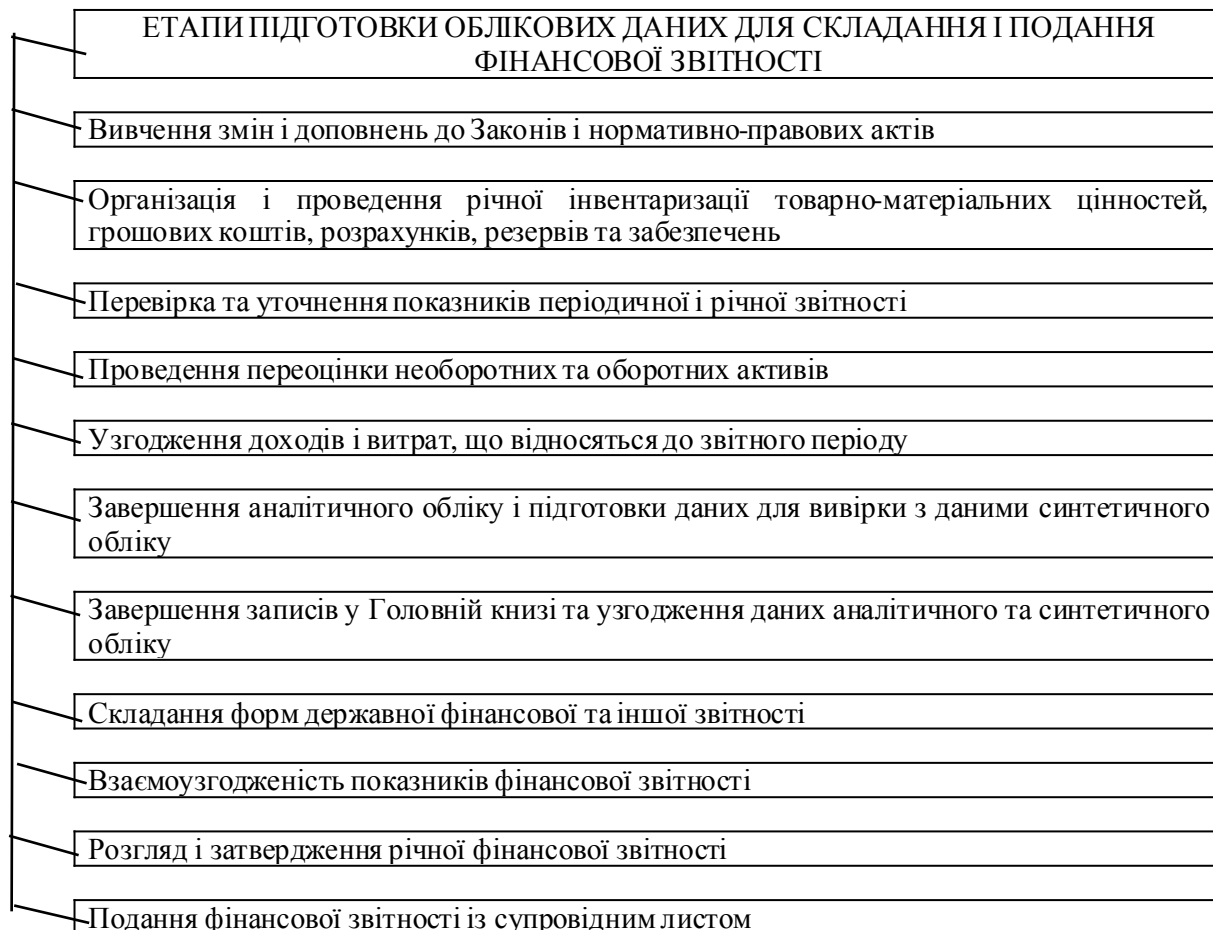 ЕТАПИ ПІДГОТОВКИ ОБЛІКОВИХ ДАНИХ ДЛЯ СКЛАДАННЯ І ПОДАННЯ
ФІНАНСОВОЇ ЗВІТНОСТІ
Вивчення змін і доповнень до Законів і нормативно-правових актів
Організація і проведення річної інвентаризації товарно-матеріальних цінностей,
грошових коштів, розрахунків, резервів та забезпечень
Перевірка та уточнення показників періодичної і річної звітності
Проведення переоцінки необоротних та оборотних активів
Узгодження доходів і витрат, що відносяться до звітного періоду
Завершення аналітичного обліку і підготовки даних для вивірки з даними синтетичного
обліку
Завершення записів у Головній книзі та узгодження даних аналітичного та синтетичного
обліку
Складання форм державної фінансової та іншої звітності
Взаємоузгодженість показників фінансової звітності
Розгляд і затвердження річної фінансової звітності
Подання фінансової звітності із супровідним листом